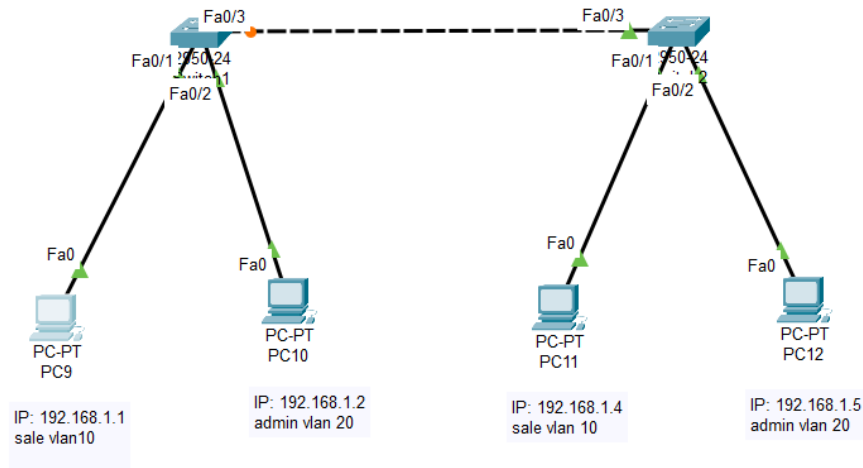 Fa0/3
Fa0/3
Fa0/1
Fa0/2
Fa0/1
950-24
Fa0/2
Fa0
Fa0
Fa0
Fa0
PC-PT
PC9
PC-PT
PC10
PC-PT
PC11
PC-PT
PC12
IP: 192.168.1.1
sale vlan10
IP: 192.168.1.2
admin vlan 20
IP: 192.168.1.4
sale vlan 10
IP: 192.168.1.5
admin vlan 20